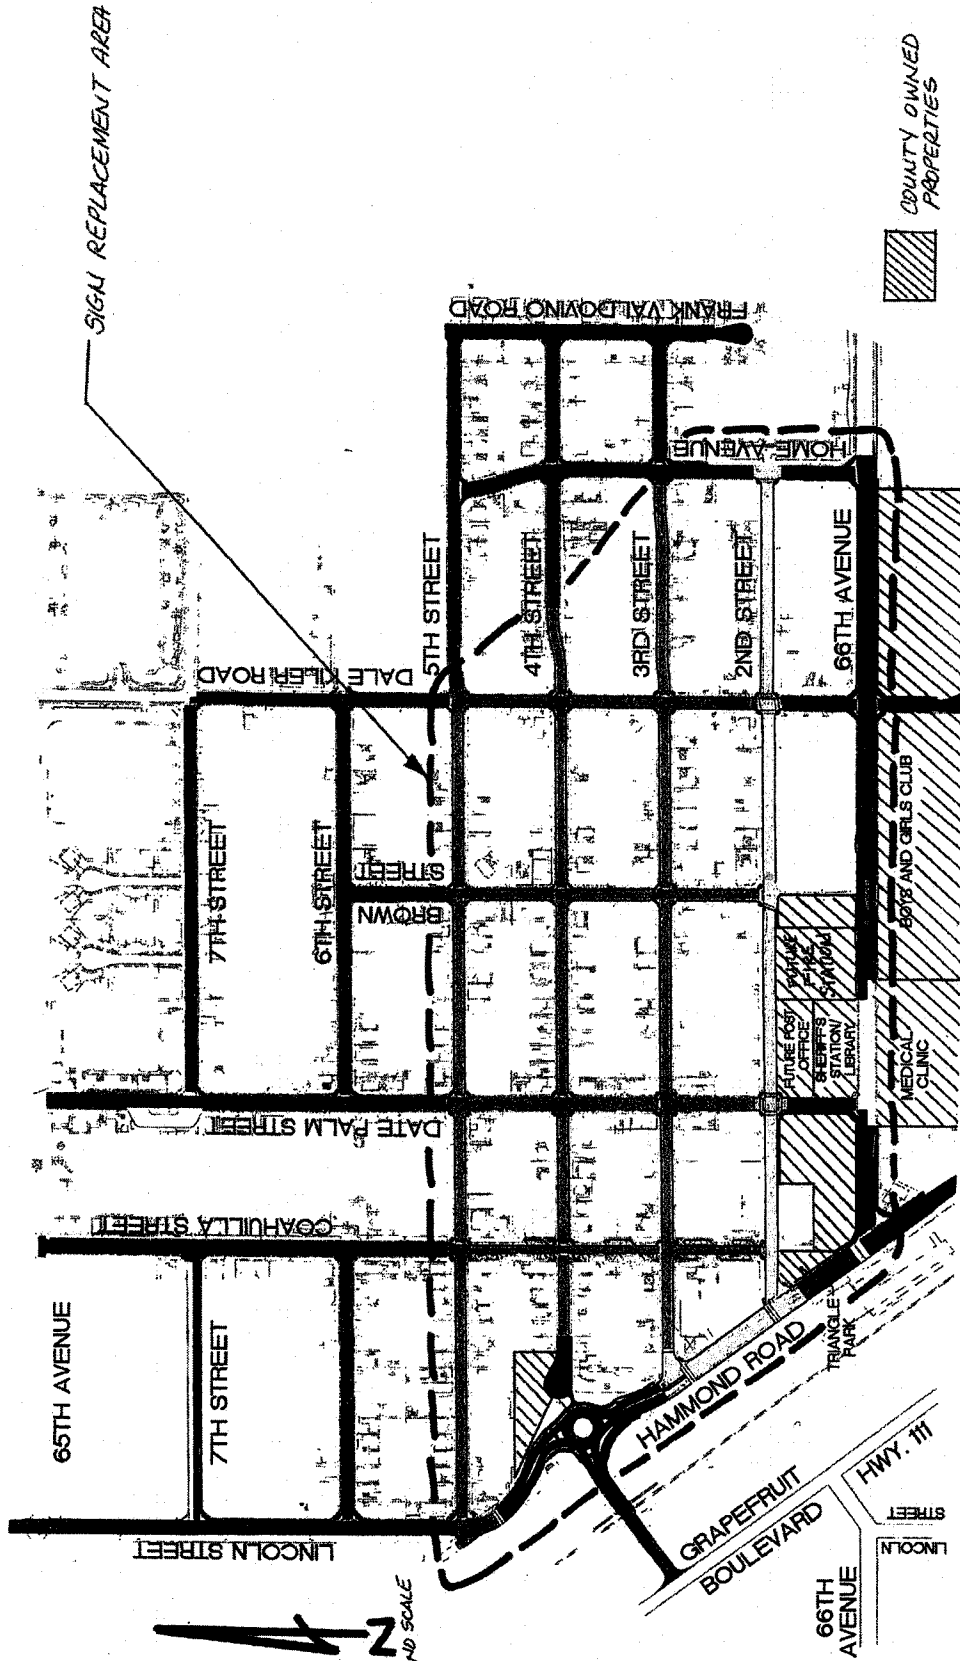 SIGN REPLACEMENT AREA
COUNTY OWNED
PROPERTIES
FRANK VALDOVINO ROAD
HOME AVENUE
5TH STREET
4TH STREET
3RD STREET
2ND STREET
66TH AVENUE
DALE KILER ROAD
7TH STREET
6TH STREET
BROWN
STREET
BOYS AND GIRLS CLUB
FUTURE
FIRE
STATION
FUTURE POST
OFFICE
SHERIFF'S
STATION/
LIBRARY
MEDICAL
CLINIC
DATE PALM STREET
COAHUILLA STREET
65TH AVENUE
7TH STREET
TRIANGLE
PARK
HAMMOND ROAD
LINCOLN STREET
GRAPEFRUIT
BOULEVARD
HWY. 111
LINCOLN
STREET
66TH
AVENUE
N
NO SCALE